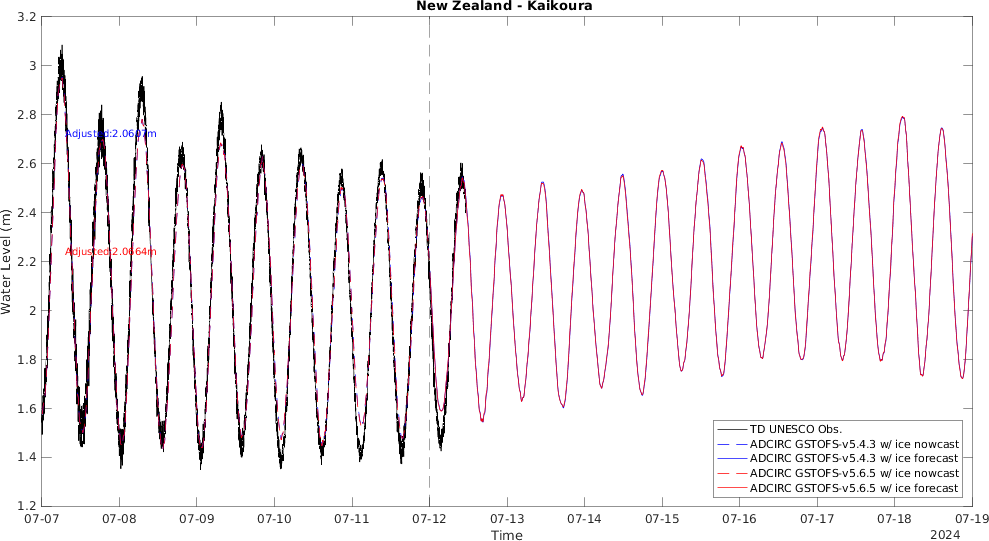 New Zealand - Kaikoura
3.2
3
2.8
2.6
2.4
2.2
2
1.8
1.6
1.4
1.2
Water Level (m)
Adjusted:2.0607m
Adjusted:2.0664m
TD UNESCO Obs.
ADCIRC GSTOFS-v5.4.3 w/ ice nowcast
ADCIRC GSTOFS-v5.4.3 w/ ice forecast
ADCIRC GSTOFS-v5.6.5 w/ ice nowcast
ADCIRC GSTOFS-v5.6.5 w/ ice forecast
07-07 07-08 07-09 07-10 07-11 07-12 07-13 07-14 07-15 07-16 07-17 07-18 07-19
Time
2024